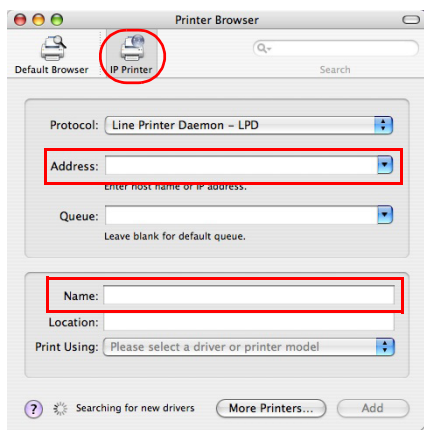 Printer Browser
Default Browser
IP Printer
Search
Protocol: Line Printer Daemon – LPD
Address:
Enter host name or IP address.
Queue:
Leave blank for default queue.
Name:
Location:
Print Using: Please select a driver or printer model
? Searching for new drivers More Printers... Add